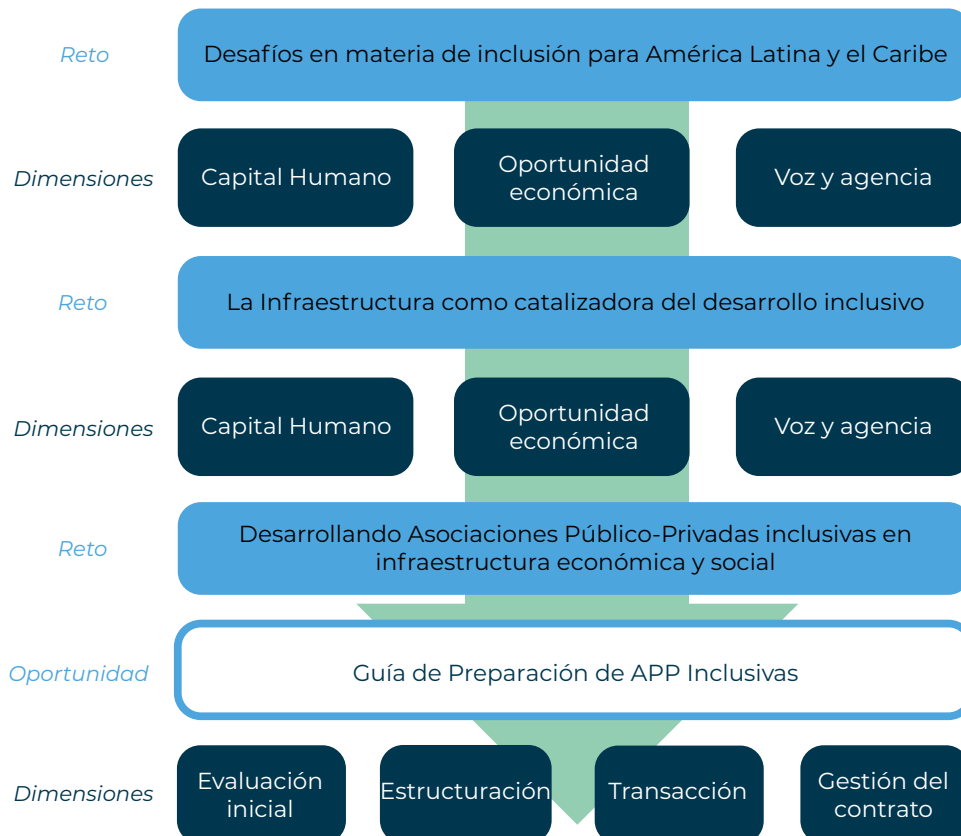 Reto
Desafíos en materia de inclusión para América Latina y el Caribe
Dimensiones
Capital Humano
Oportunidad
económica
Voz y agencia
Reto
La Infraestructura como catalizadora del desarrollo inclusivo
Dimensiones
Capital Humano
Oportunidad
económica
Voz y agencia
Reto
Desarrollando Asociaciones Público-Privadas inclusivas en
infraestructura económica y social
Oportunidad
Guía de Preparación de APP Inclusivas
Dimensiones
Evaluación
inicial
Estructuración
Transacción
Gestión del
contrato